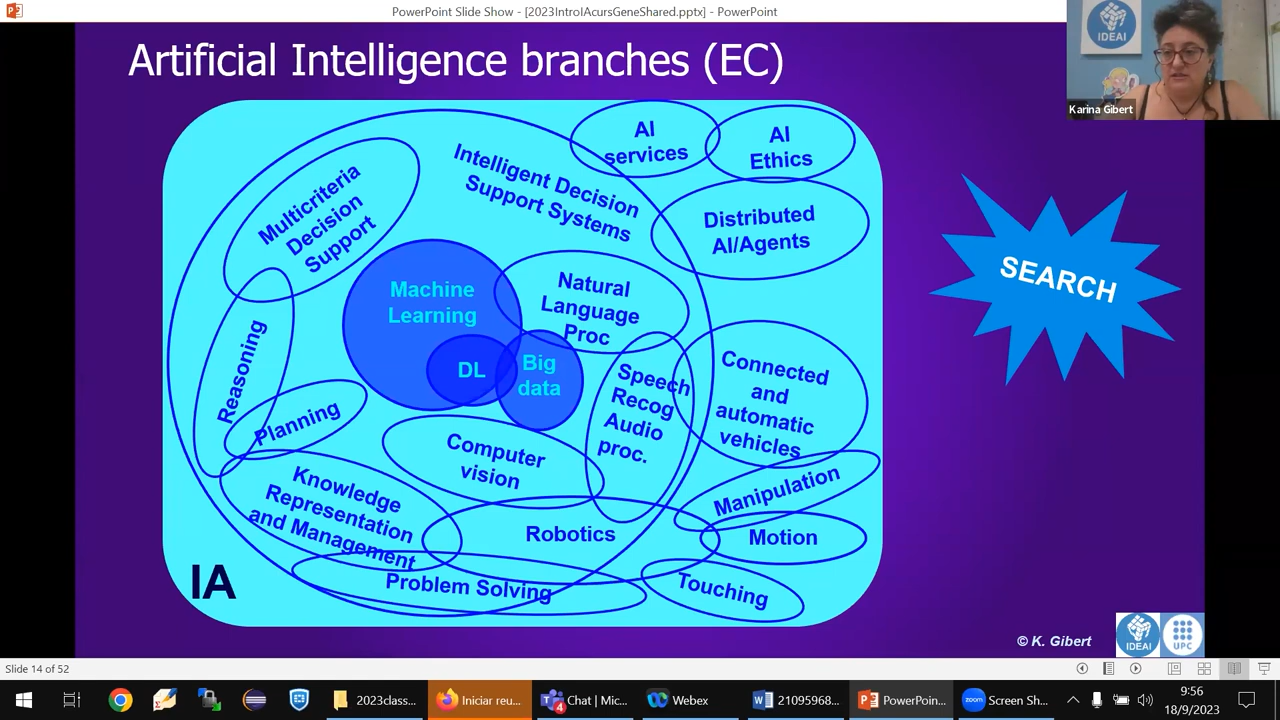 PowerPoint Slide Show - [2023IntroIAcursGeneShared.pptx] - PowerPoint
Artificial Intelligence branches (EC)
IDEAI
Karina Gibert
AI
services
AI
Ethics
Intelligent Decision
Support Systems
Multicriteria
Decision
Support
Distributed
AI/Agents
SEARCH
Machine
Learning
Natural
Language
Proc
DL
Big
data
Reasoning
Planning
Speech
Recog
Audio
proc.
Connected
and
automatic
vehicles
Computer
vision
Knowledge
Representation
and Management
Manipulation
Robotics
Motion
Problem Solving
Touching
IA
© K. Gibert
IDEAI
UPC
Slide 14 of 52
2023class...
Iniciar reu...
4
Chat | Mic...
Webex
21095968...
PowerPoin...
zoom
Screen Sh...
9:56
18/9/2023